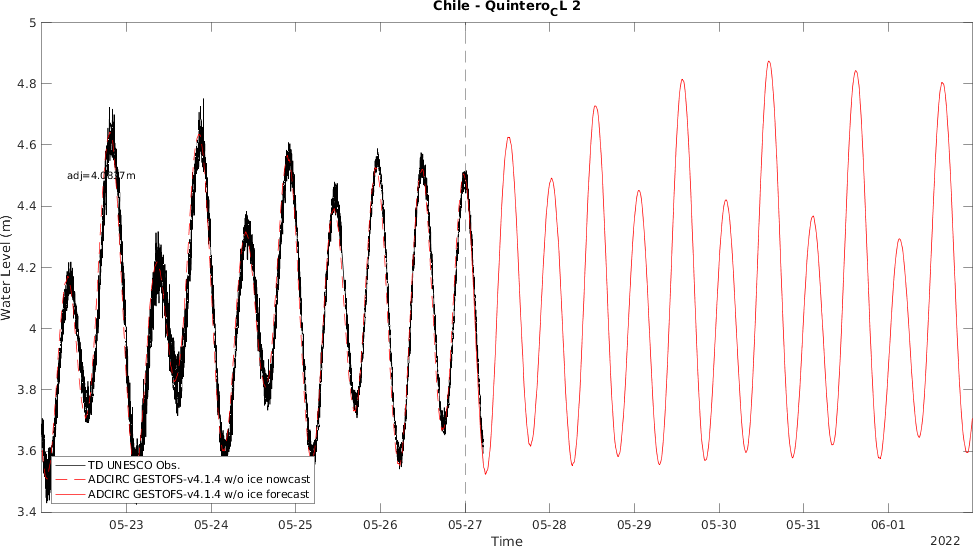 Chile - QuinteroCL 2
5
4.8
4.6
4.4
4.2
4
3.8
3.6
3.4
Water Level (m)
adj=4.0837m
TD UNESCO Obs.
ADCIRC GESTOFS-v4.1.4 w/o ice nowcast
ADCIRC GESTOFS-v4.1.4 w/o ice forecast
05-23
05-24
05-25
05-26
05-27
05-28
05-29
05-30
05-31
06-01
Time
2022